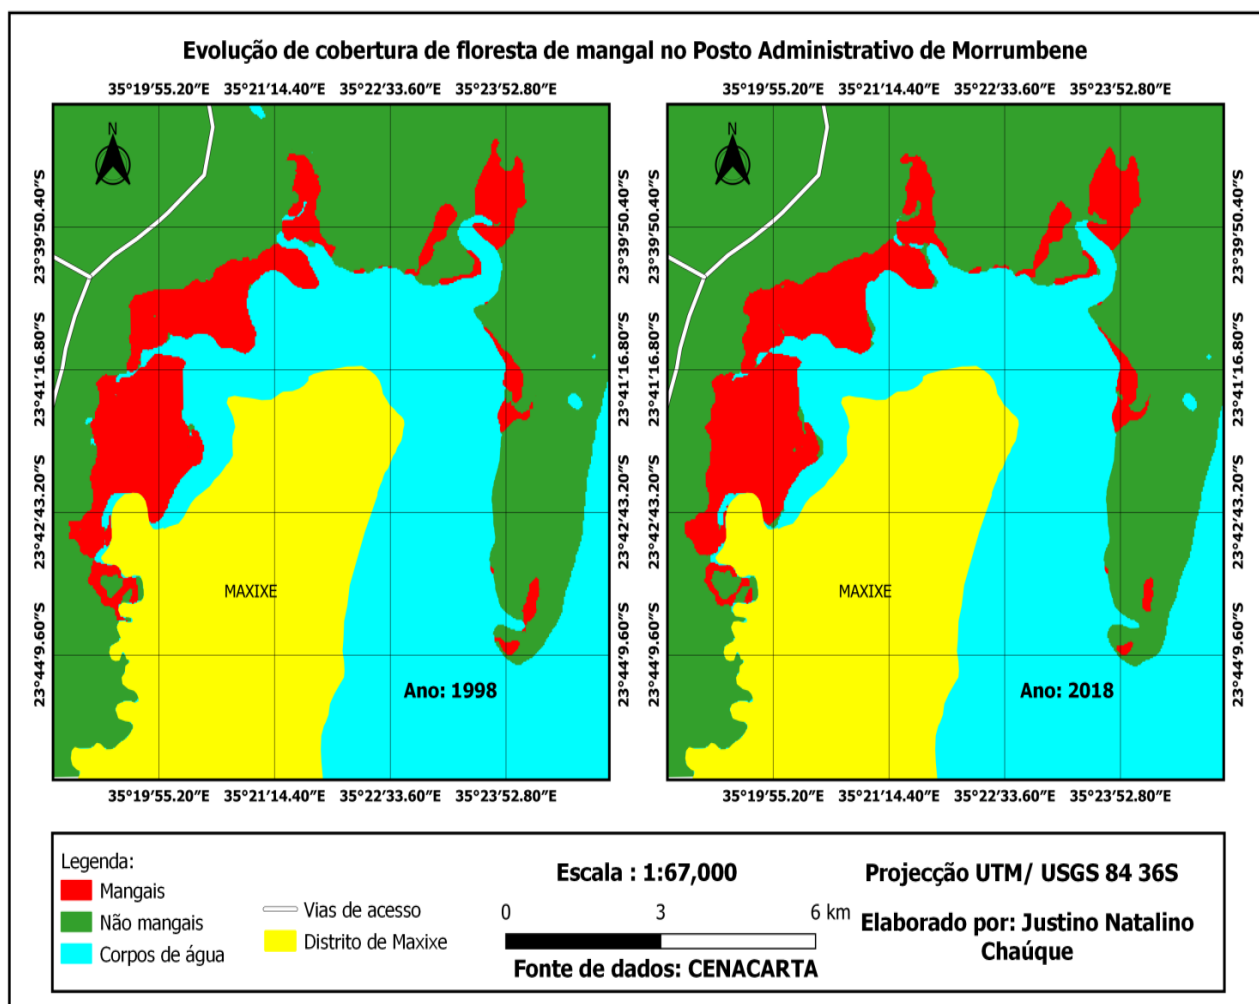 Evolução de cobertura de floresta de mangal no Posto Administrativo de Morrumbene
35°19′55.20″E 35°21′14.40″E 35°22′33.60″E 35°23′52.80″E
35°19′55.20″E 35°21′14.40″E 35°22′33.60″E 35°23′52.80″E
N
N
23°39′50.40″S
23°41′16.80″S
23°42′43.20″S
23°44′9.60″S
23°39′50.40″S
23°41′16.80″S
23°42′43.20″S
23°44′9.60″S
23°39′50.40″S
23°41′16.80″S
23°42′43.20″S
23°44′9.60″S
23°39′50.40″S
23°41′16.80″S
23°42′43.20″S
23°44′9.60″S
MAXIXE
MAXIXE
Ano: 1998
Ano: 2018
35°19′55.20″E 35°21′14.40″E 35°22′33.60″E 35°23′52.80″E
35°19′55.20″E 35°21′14.40″E 35°22′33.60″E 35°23′52.80″E
Legenda:
Mangais
Não mangais
Corpos de água
Vias de acesso
Distrito de Maxixe
Escala : 1:67,000
0 3 6 km
Fonte de dados: CENACARTA
Projecção UTM/ USGS 84 36S
Elaborado por: Justino Natalino
Chaúque